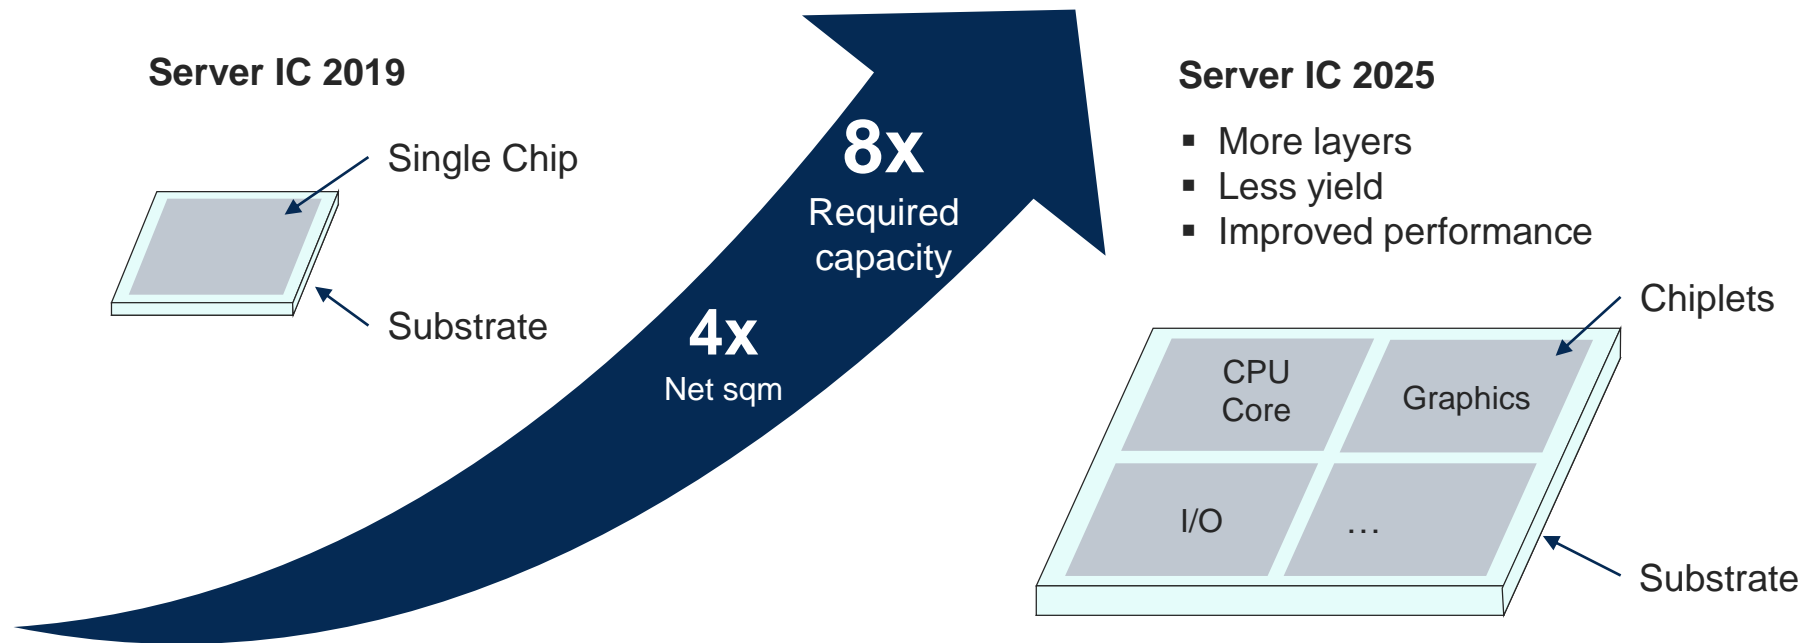 Server IC 2019
Single Chip
Substrate
4x
Net sqm
8x
Required
capacity
Server IC 2025
▪ More layers
▪ Less yield
▪ Improved performance
Chiplets
CPU
Core
Graphics
I/O
…
Substrate